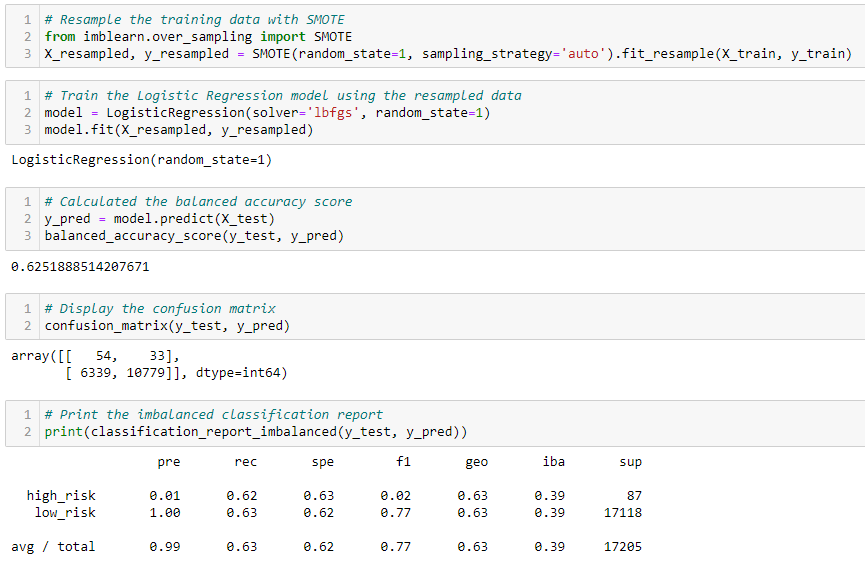 1 # Resample the training data with SMOTE
2 from imblearn.over_sampling import SMOTE
3 X_resampled, y_resampled = SMOTE(random_state=1, sampling_strategy='auto').fit_resample(X_train, y_train)
1 # Train the Logistic Regression model using the resampled data
2 model = LogisticRegression(solver='lbfgs', random_state=1)
3 model.fit(X_resampled, y_resampled)
LogisticRegression(random_state=1)
1 # Calculated the balanced accuracy score
2 y_pred = model.predict(X_test)
3 balanced_accuracy_score(y_test, y_pred)
0.6251888514207671
1 # Display the confusion matrix
2 confusion_matrix(y_test, y_pred)
array([[   54,    33],
       [ 6339, 10779]], dtype=int64)
1 # Print the imbalanced classification report
2 print(classification_report_imbalanced(y_test, y_pred))
pre rec spe f1 geo iba sup
high_risk 0.01 0.62 0.63 0.02 0.63 0.39 87
low_risk 1.00 0.63 0.62 0.77 0.63 0.39 17118
avg / total 0.99 0.63 0.62 0.77 0.63 0.39 17205